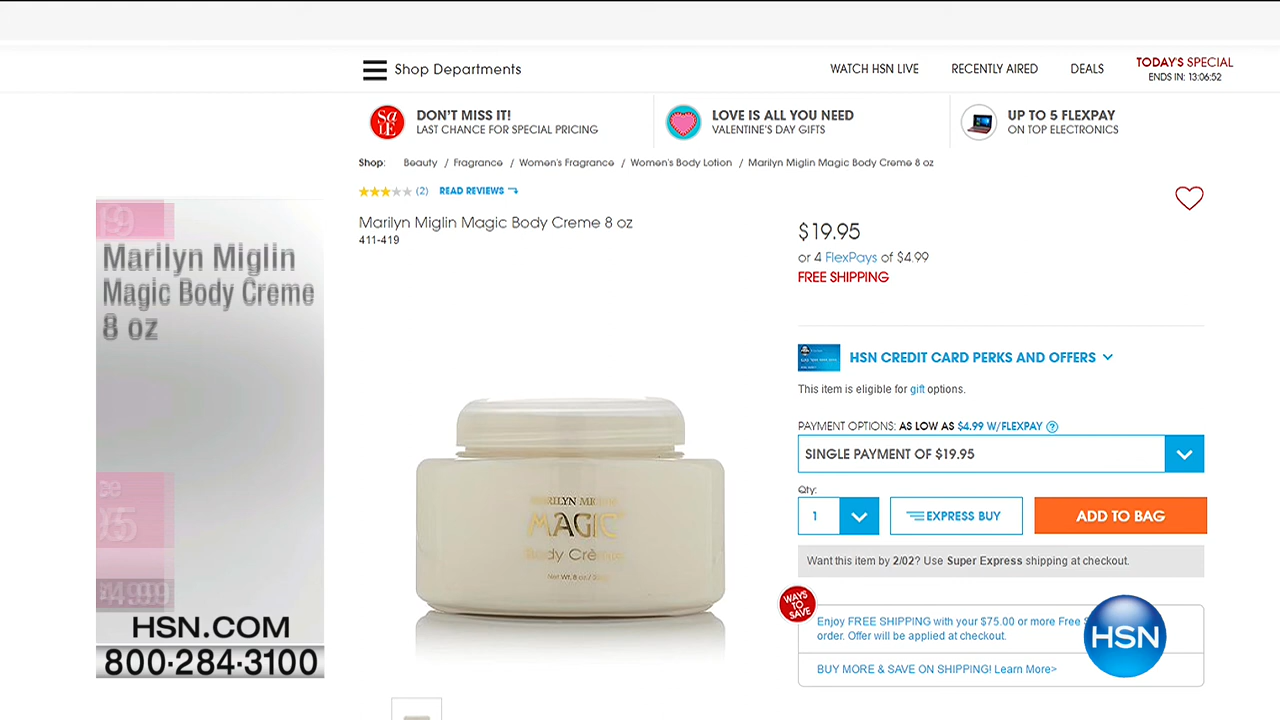 Shop Departments
WATCH HSN LIVE
RECENTLY AIRED
DEALS
TODAY'S SPECIAL
ENDS IN: 13:06:52
SaLE
DON'T MISS IT!
LAST CHANCE FOR SPECIAL PRICING
LOVE IS ALL YOU NEED
VALENTINE'S DAY GIFTS
UP TO 5 FLEXPAY
ON TOP ELECTRONICS
Shop: Beauty / Fragrance / Women's Fragrance / Women's Body Lotion / Marilyn Miglin Magic Body Creme 8 oz
(2) READ REVIEWS
Marilyn Miglin Magic Body Creme 8 oz
411-419
Marilyn Miglin
Magic Body Creme
8 oz
HSN.COM
800·284·3100
MARILYN MIGLIN
MAGIC
Body Crème
Net Wt. 8 oz./
$19.95
or 4 FlexPays of $4.99
FREE SHIPPING
HSN CREDIT CARD PERKS AND OFFERS
This item is eligible for gift options.
PAYMENT OPTIONS: AS LOW AS $4.99 W/FLEXPAY ?
SINGLE PAYMENT OF $19.95
Qty:
1
EXPRESS BUY
ADD TO BAG
Want this item by 2/02? Use Super Express shipping at checkout.
WAYS
TO
SAVE
Enjoy FREE SHIPPING with your $75.00 or more Free
order. Offer will be applied at checkout.
BUY MORE & SAVE ON SHIPPING! Learn More>
HSN